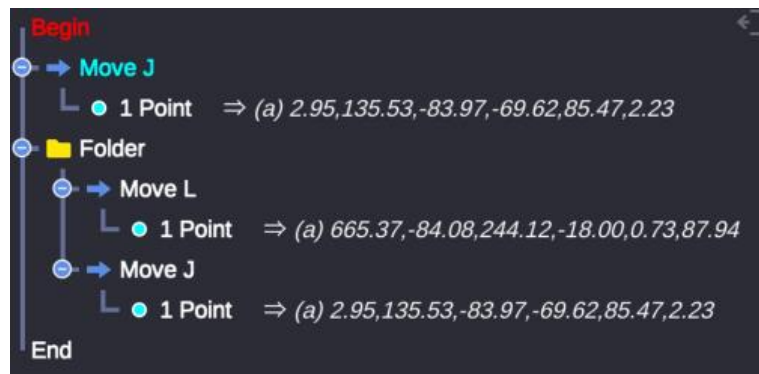 Begin
Move J
1 Point ⇒ (a) 2.95,135.53,-83.97,-69.62,85.47,2.23
Folder
Move L
1 Point ⇒ (a) 665.37,-84.08,244.12,-18.00,0.73,87.94
Move J
1 Point ⇒ (a) 2.95,135.53,-83.97,-69.62,85.47,2.23
End